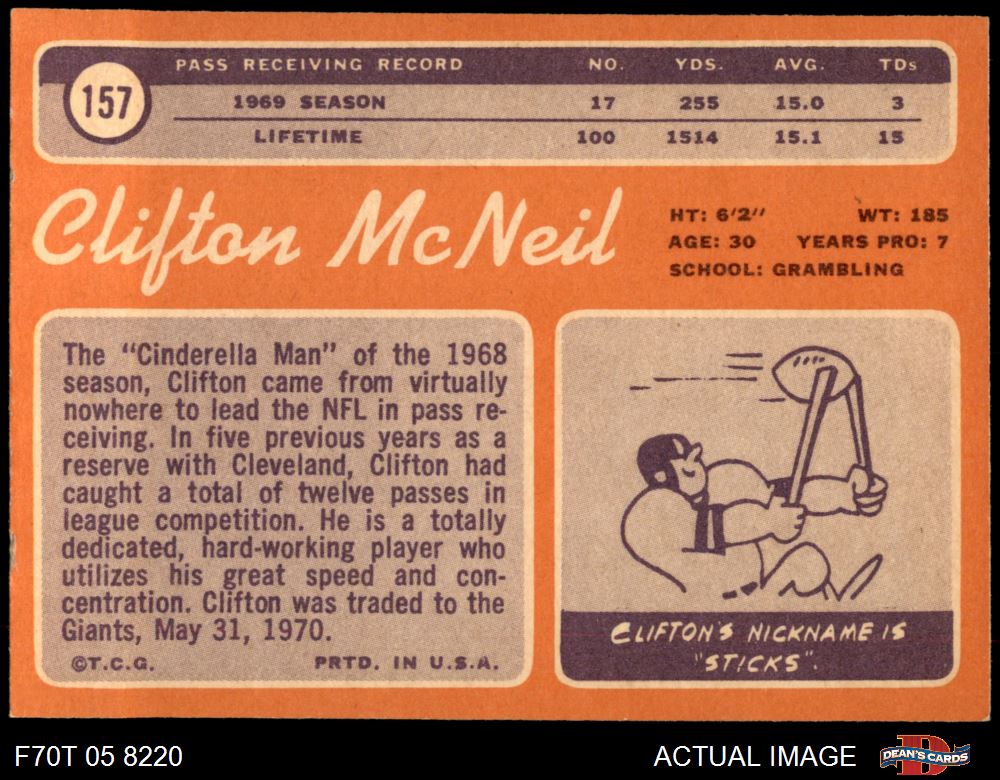 157
PASS RECEIVING RECORD NO. YDS. AVG. TDs
1969 SEASON 17 255 15.0 3
LIFETIME 100 1514 15.1 15
Clifton McNeil
HT: 6'2" WT: 185
AGE: 30 YEARS PRO: 7
SCHOOL: GRAMBLING
The "Cinderella Man" of the 1968
season, Clifton came from virtually
nowhere to lead the NFL in pass re-
ceiving. In five previous years as a
reserve with Cleveland, Clifton had
caught a total of twelve passes in
league competition. He is a totally
dedicated, hard-working player who
utilizes his great speed and con-
centration. Clifton was traded to the
Giants, May 31, 1970.
©T.C.G. PRTD. IN U.S.A.
CLIFTON'S NICKNAME IS
"STICKS".
F70T 05 8220
ACTUAL IMAGE
D
DEAN'S CARDS